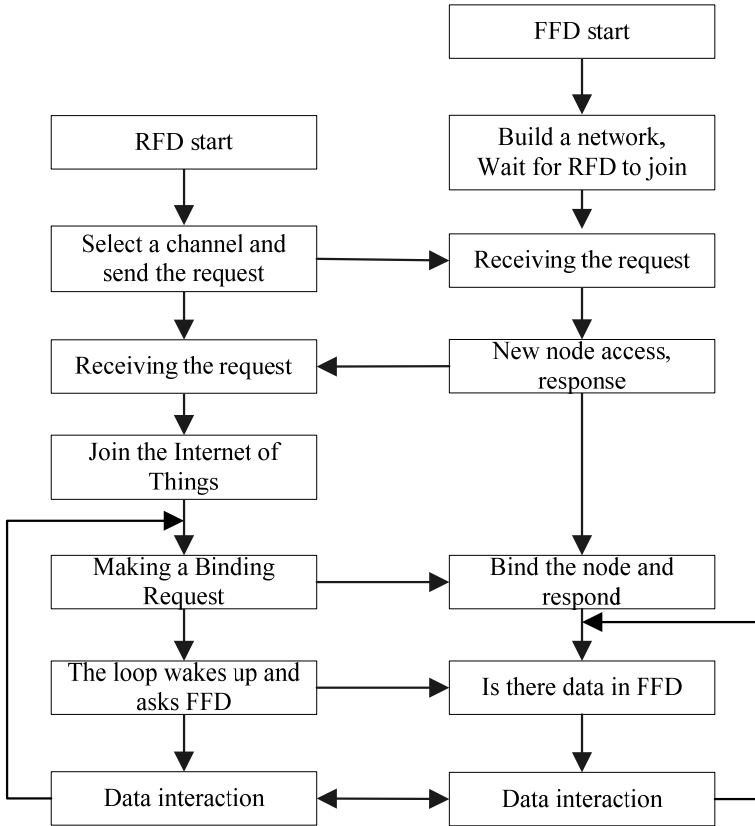 FFD start
RFD start
Build a network,
Wait for RFD to join
Select a channel and
send the request
Receiving the request
Receiving the request
New node access,
response
Join the Internet of
Things
Making a Binding
Request
Bind the node and
respond
The loop wakes up and
asks FFD
Is there data in FFD
Data interaction
Data interaction